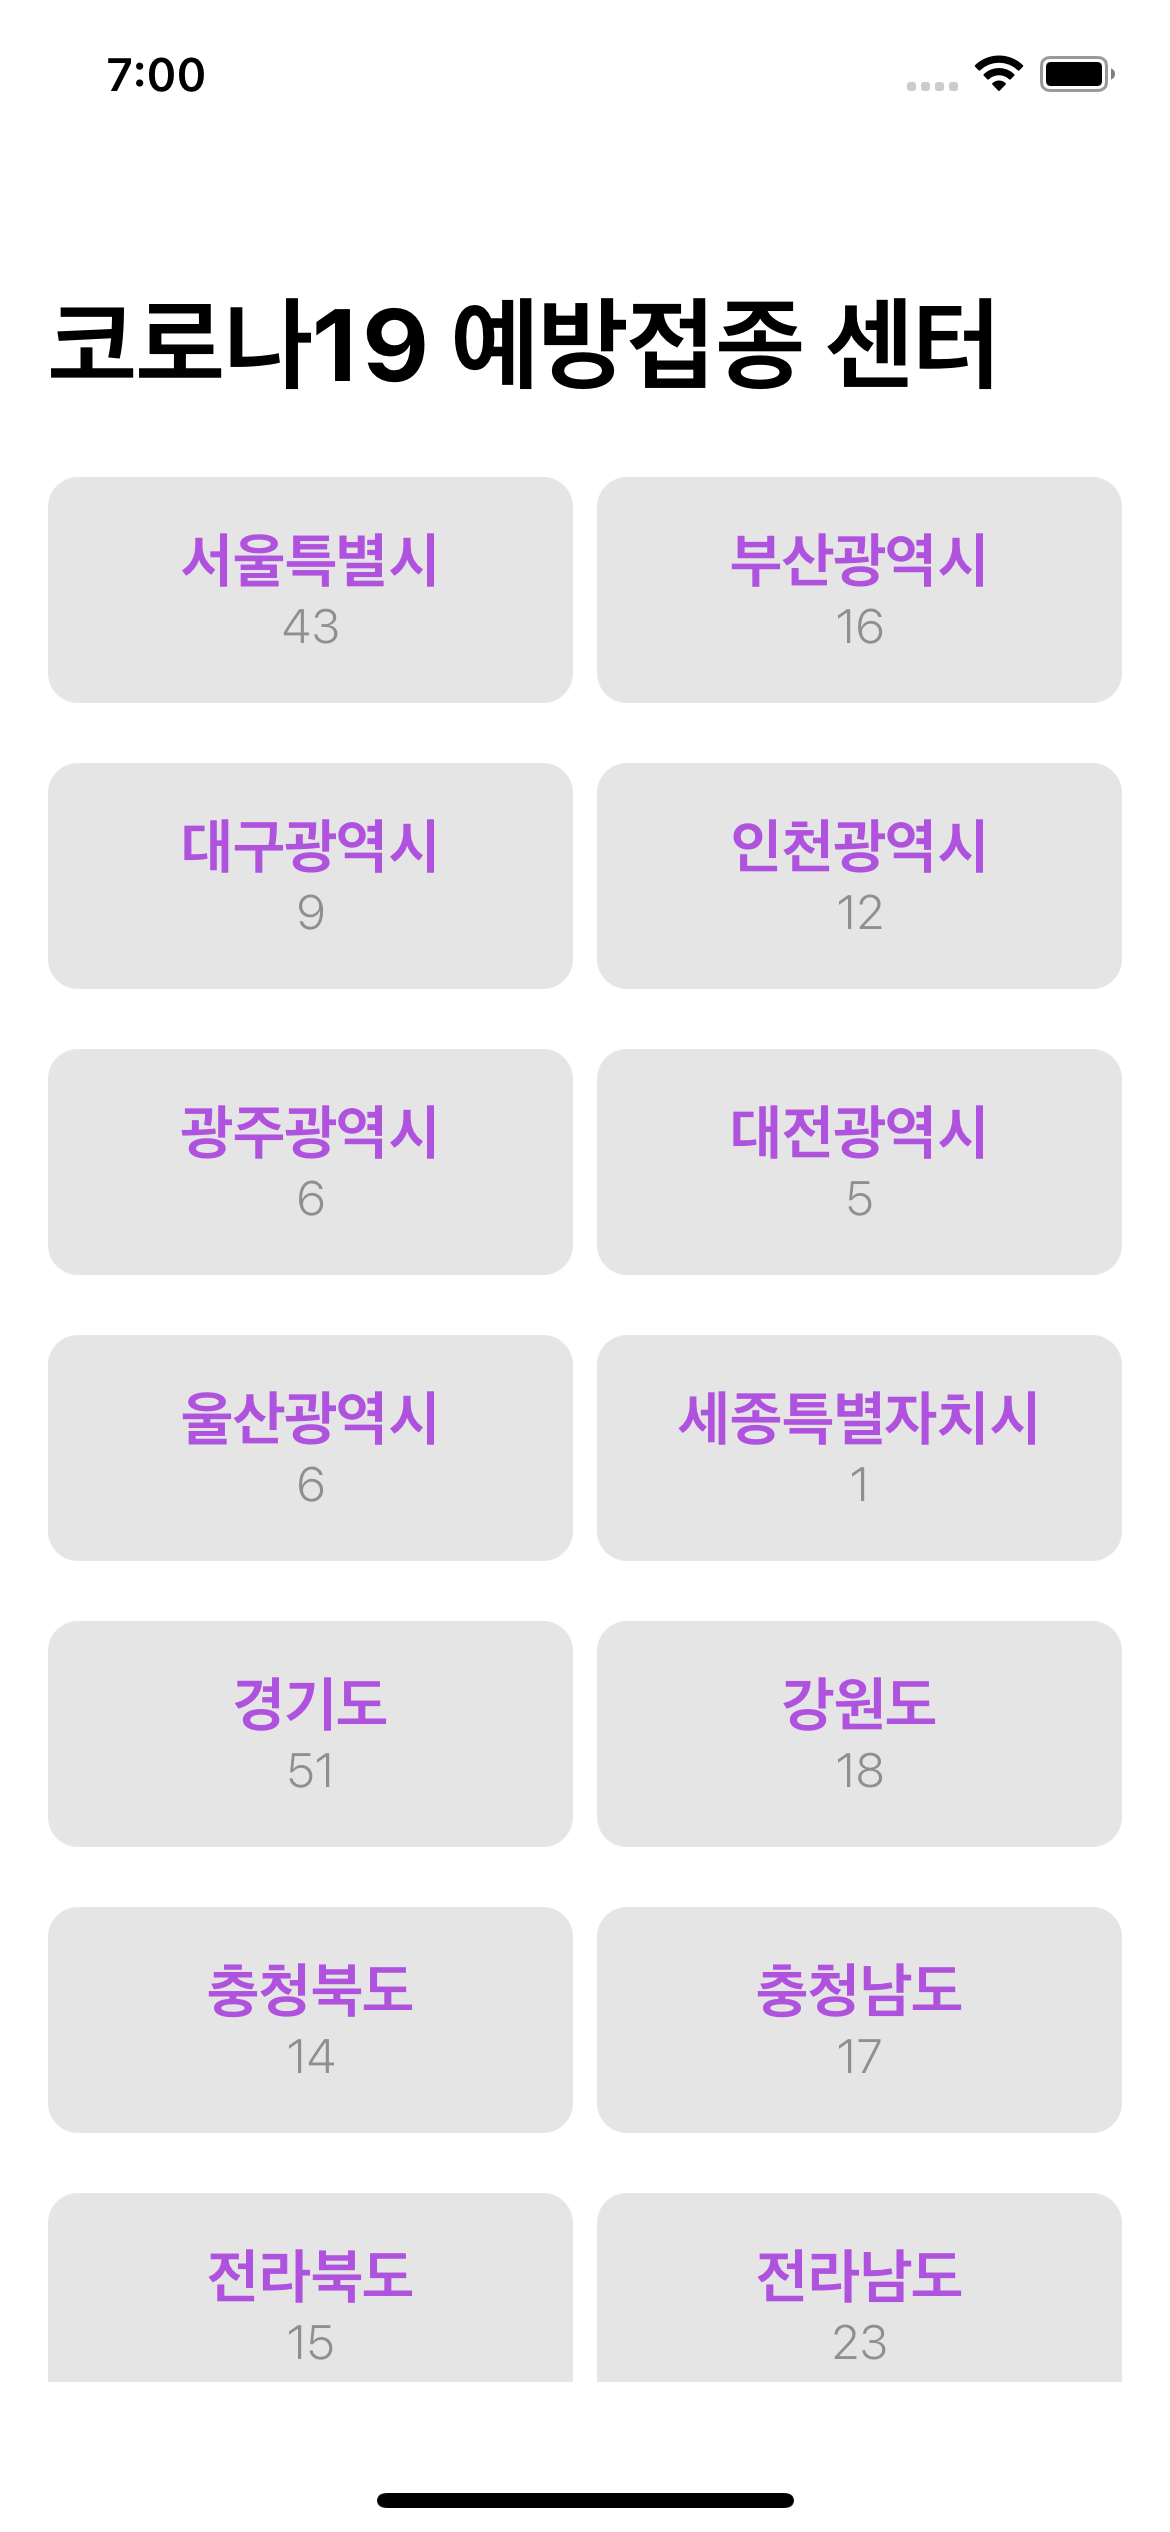 7:00
코로나19 예방접종 센터
서울특별시
43
부산광역시
16
대구광역시
9
인천광역시
12
광주광역시
6
대전광역시
5
울산광역시
6
세종특별자치시
1
경기도
51
강원도
18
충청북도
14
충청남도
17
전라북도
15
전라남도
23